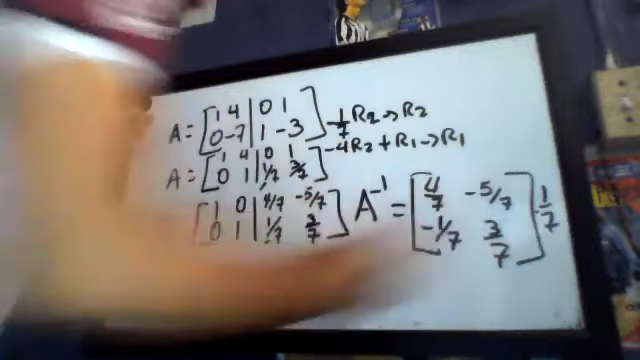 A = [1 4 | 0 1
0 -7 | 1 -3] -1/7 R2 → R2
A = [1 4 | 0 1
0 1 | 1/7 3/7] -4R2 + R1 → R1
[1 0 | 4/7 -5/7
0 1 | 1/7 3/7]
A⁻¹ = [4/7 -5/7
-1/7 3/7] 1/7